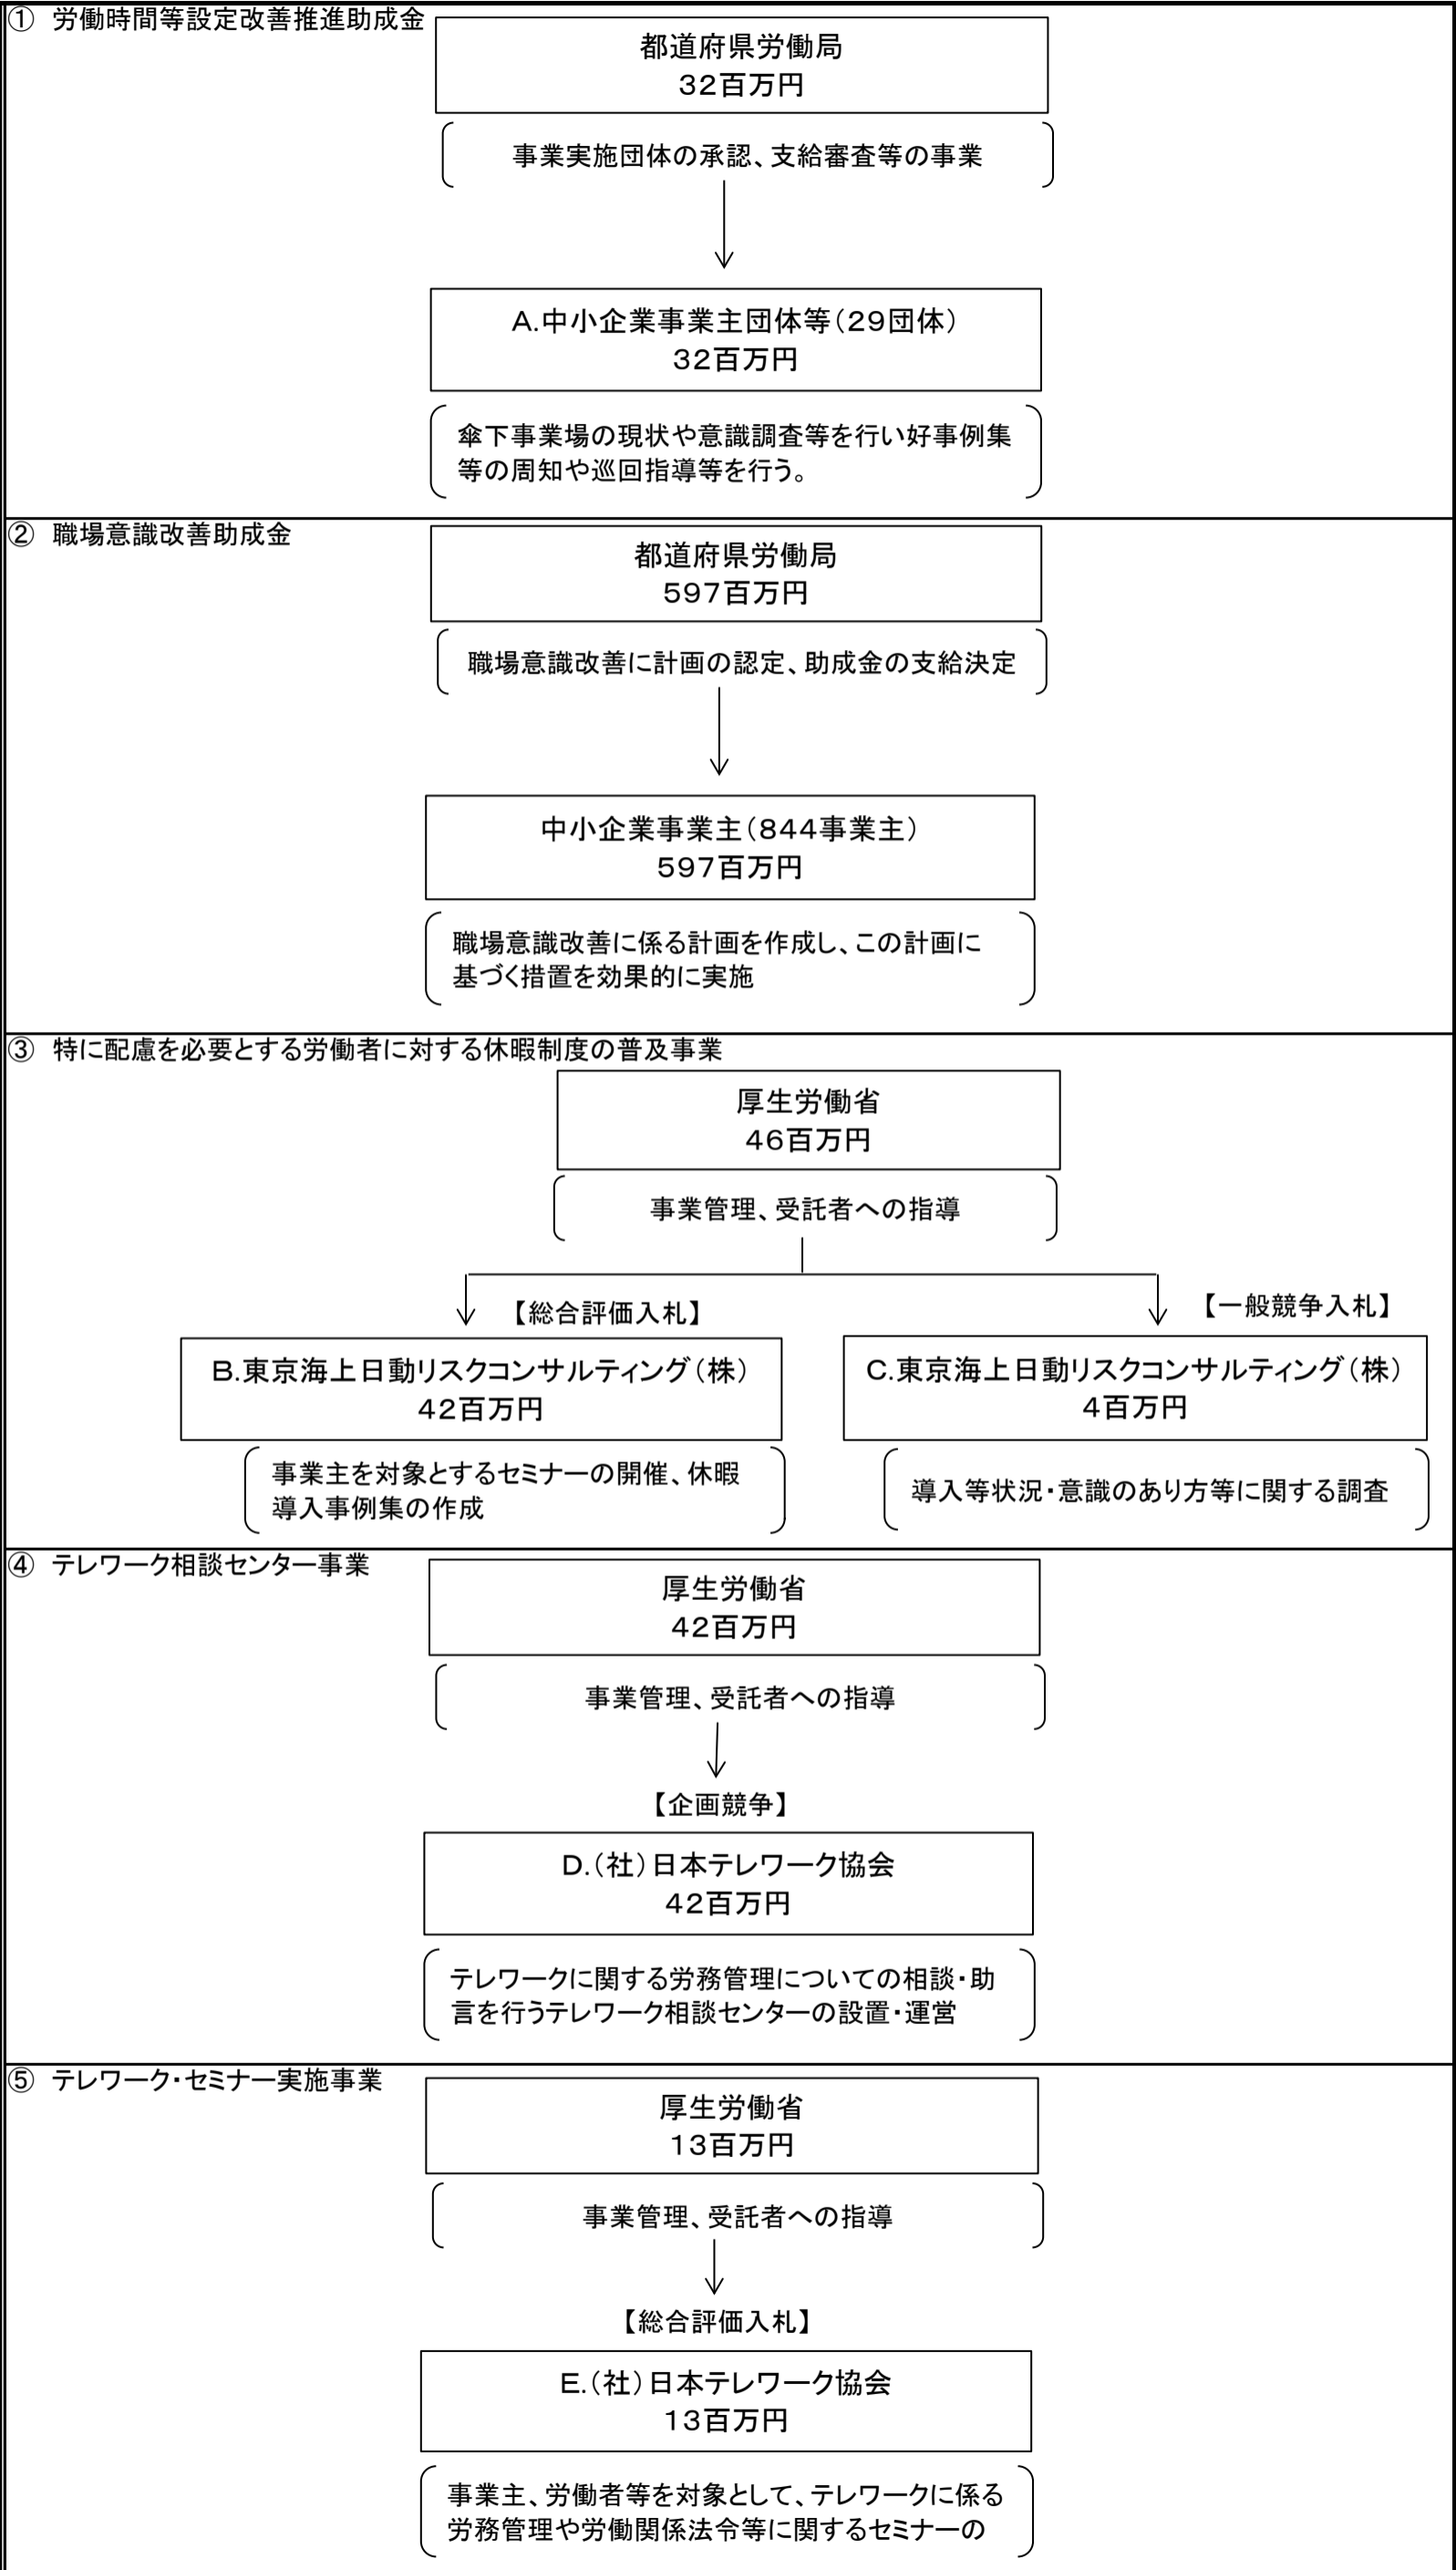 ① 労働時間等設定改善推進助成金
都道府県労働局
32百万円
事業実施団体の承認、支給審査等の事業
A.中小企業事業主団体等(29団体)
32百万円
傘下事業場の現状や意識調査等を行い好事例集
等の周知や巡回指導等を行う。
② 職場意識改善助成金
都道府県労働局
597百万円
職場意識改善に計画の認定、助成金の支給決定
中小企業事業主(844事業主)
597百万円
職場意識改善に係る計画を作成し、この計画に
基づく措置を効果的に実施
③ 特に配慮を必要とする労働者に対する休暇制度の普及事業
厚生労働省
46百万円
事業管理、受託者への指導
【総合評価入札】
B.東京海上日動リスクコンサルティング(株)
42百万円
事業主を対象とするセミナーの開催、休暇
導入事例集の作成
【一般競争入札】
C.東京海上日動リスクコンサルティング(株)
4百万円
導入等状況・意識のあり方等に関する調査
④ テレワーク相談センター事業
厚生労働省
42百万円
事業管理、受託者への指導
【企画競争】
D.(社)日本テレワーク協会
42百万円
テレワークに関する労務管理についての相談・助
言を行うテレワーク相談センターの設置・運営
⑤ テレワーク・セミナー実施事業
厚生労働省
13百万円
事業管理、受託者への指導
【総合評価入札】
E.(社)日本テレワーク協会
13百万円
事業主、労働者等を対象として、テレワークに係る
労務管理や労働関係法令等に関するセミナーの